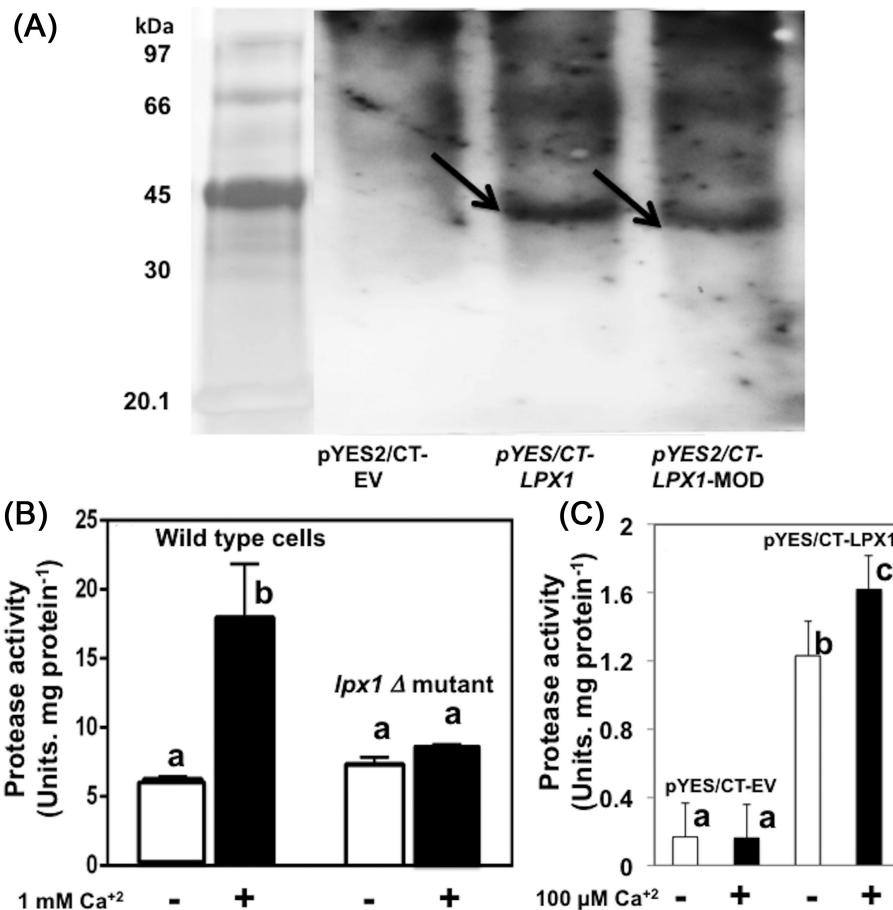 (A)
kDa
97
66
45
30
20.1
pYES2/CT-
EV
pYES/CT-
LPX1
pYES2/CT-
LPX1-MOD
(B)
Protease activity
(Units. mg protein-1)
25
20
15
10
5
0
Wild type cells
a
b
lpx1 Δ mutant
a
a
1 mM Ca+2
-
+
-
+
(C)
Protease activity
(Units. mg protein-1)
2
1.6
1.2
0.8
0.4
0
pYES/CT-LPX1
pYES/CT-EV
a
a
b
c
100 µM Ca+2
-
+
-
+